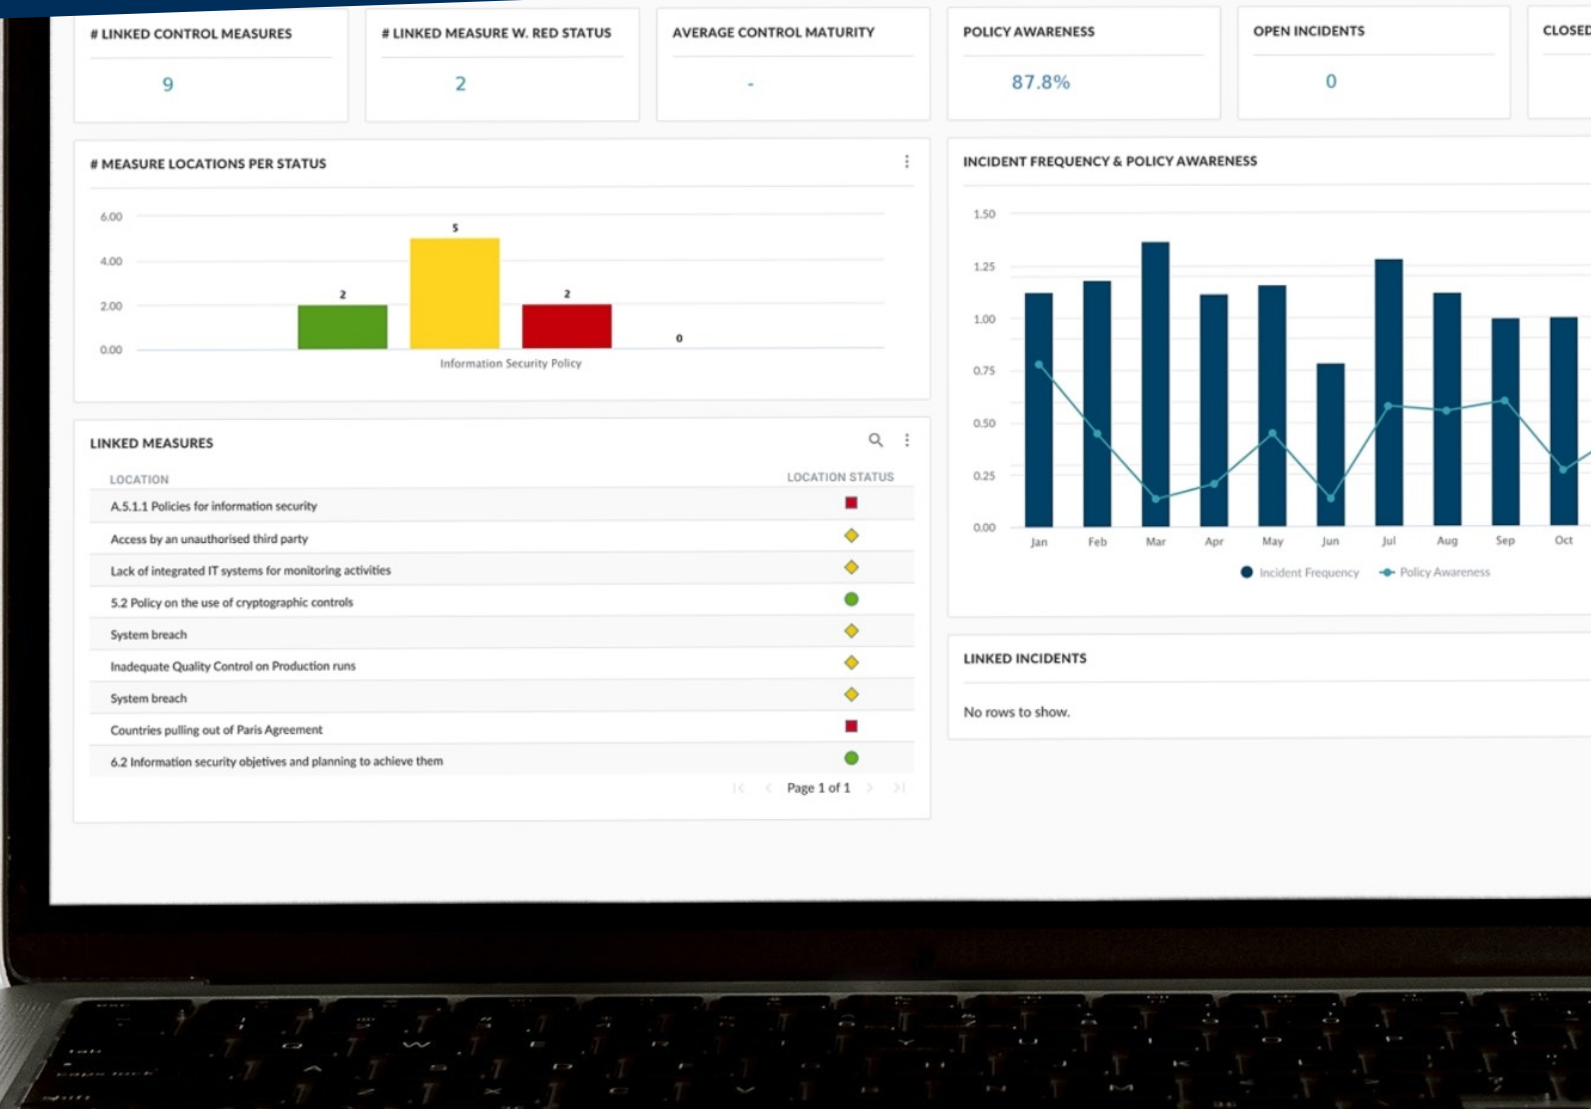 # LINKED CONTROL MEASURES
9
# LINKED MEASURE W. RED STATUS
2
AVERAGE CONTROL MATURITY
-
POLICY AWARENESS
87.8%
OPEN INCIDENTS
0
CLOSED
# MEASURE LOCATIONS PER STATUS
6.00
4.00
2.00
0.00
2
5
2
0
Information Security Policy
LINKED MEASURES
LOCATION LOCATION STATUS
A.5.1.1 Policies for information security
Access by an unauthorised third party
Lack of integrated IT systems for monitoring activities
5.2 Policy on the use of cryptographic controls
System breach
Inadequate Quality Control on Production runs
System breach
Countries pulling out of Paris Agreement
6.2 Information security objetives and planning to achieve them
Page 1 of 1
INCIDENT FREQUENCY & POLICY AWARENESS
1.50
1.25
1.00
0.75
0.50
0.25
0.00
Jan Feb Mar Apr May Jun Jul Aug Sep Oct
Incident Frequency Policy Awareness
LINKED INCIDENTS
No rows to show.
tab
caps lock
shift